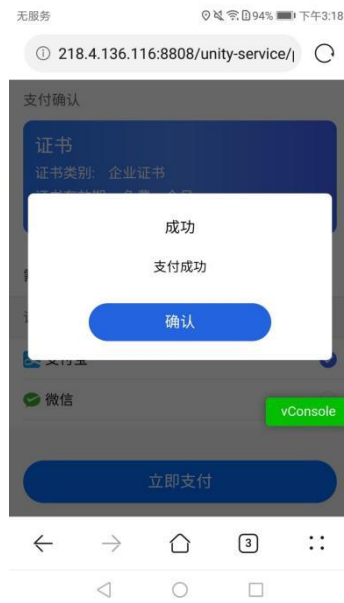 无服务
94%
下午3:18
218.4.136.116:8808/unity-service/
支付确认
证书
证书类别: 企业证书
成功
支付成功
确认
支付宝
微信
vConsole
立即支付
3